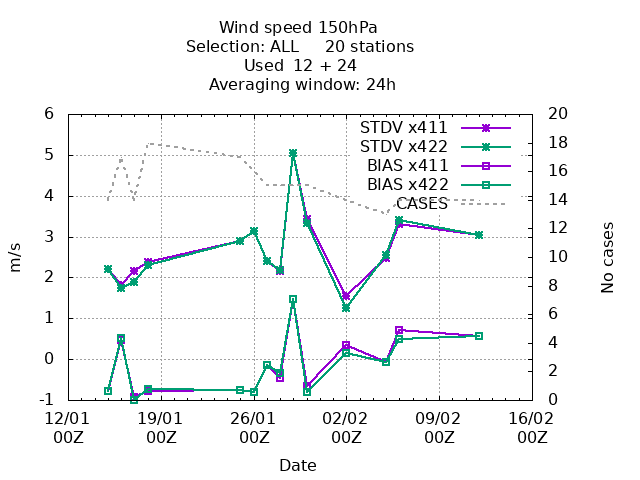 Wind speed 150hPa
Selection: ALL 20 stations
Used 12 + 24
Averaging window: 24h
6
5
4
3
2
1
0
-1
m/s
20
18
16
14
12
10
8
6
4
2
0
No cases
STDV x411
STDV x422
BIAS x411
BIAS x422
CASES
12/01 19/01 26/01 02/02 09/02 16/02
00Z 00Z 00Z 00Z 00Z 00Z
Date